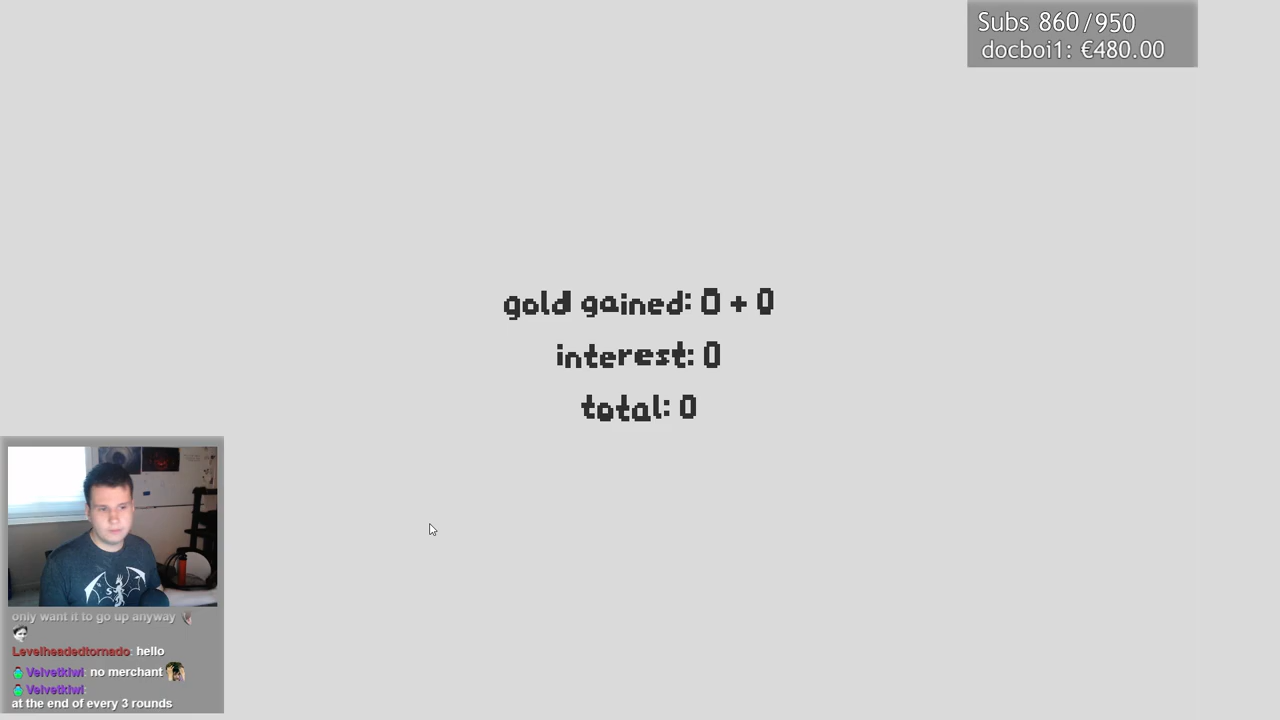 Subs 860/950
docboi1: €480.00
gold gained: 0 + 0
interest: 0
total: 0
only want it to go up anyway
Levelheadedtornado: hello
Velvetkiwi: no merchant
Velvetkiwi:
at the end of every 3 rounds